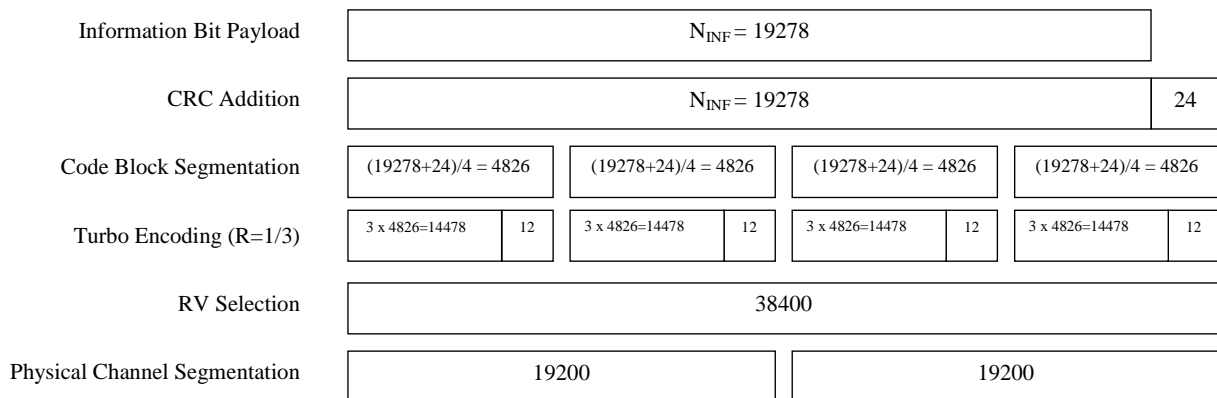 Information Bit Payload
N_INF = 19278
CRC Addition
N_INF = 19278
24
Code Block Segmentation
(19278+24)/4 = 4826
(19278+24)/4 = 4826
(19278+24)/4 = 4826
(19278+24)/4 = 4826
Turbo Encoding (R=1/3)
3 x 4826=14478
12
3 x 4826=14478
12
3 x 4826=14478
12
3 x 4826=14478
12
RV Selection
38400
Physical Channel Segmentation
19200
19200